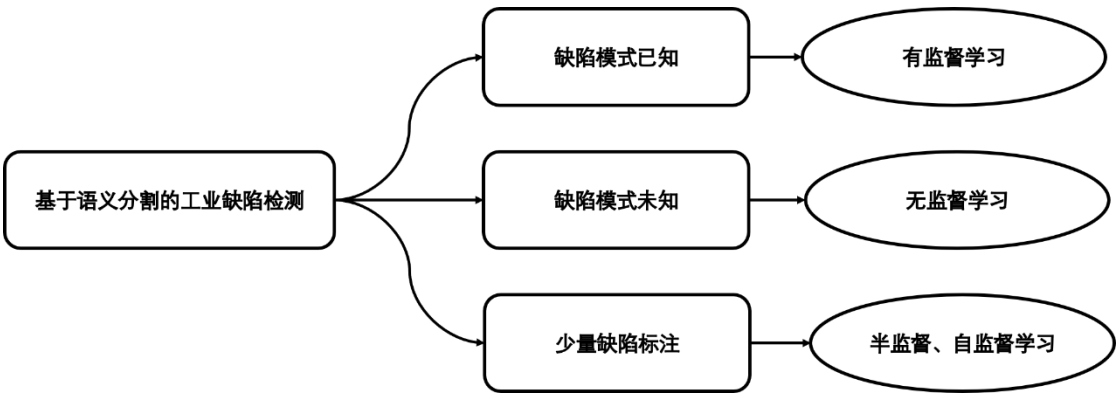 缺陷模式已知
有监督学习
基于语义分割的工业缺陷检测
缺陷模式未知
无监督学习
少量缺陷标注
半监督、自监督学习